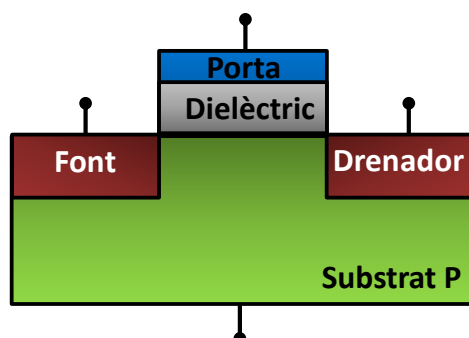 Porta
Dielèctric
Font
Drenador
Substrat P